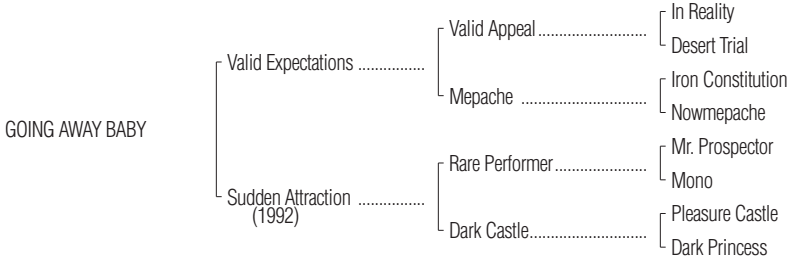 In Reality
Valid Appeal ..........................
Desert Trial
Valid Expectations ................
Iron Constitution
Mepache ..............................
Nowmepache
GOING AWAY BABY
Mr. Prospector
Rare Performer......................
Mono
Sudden Attraction ................
(1992)
Pleasure Castle
Dark Castle............................
Dark Princess